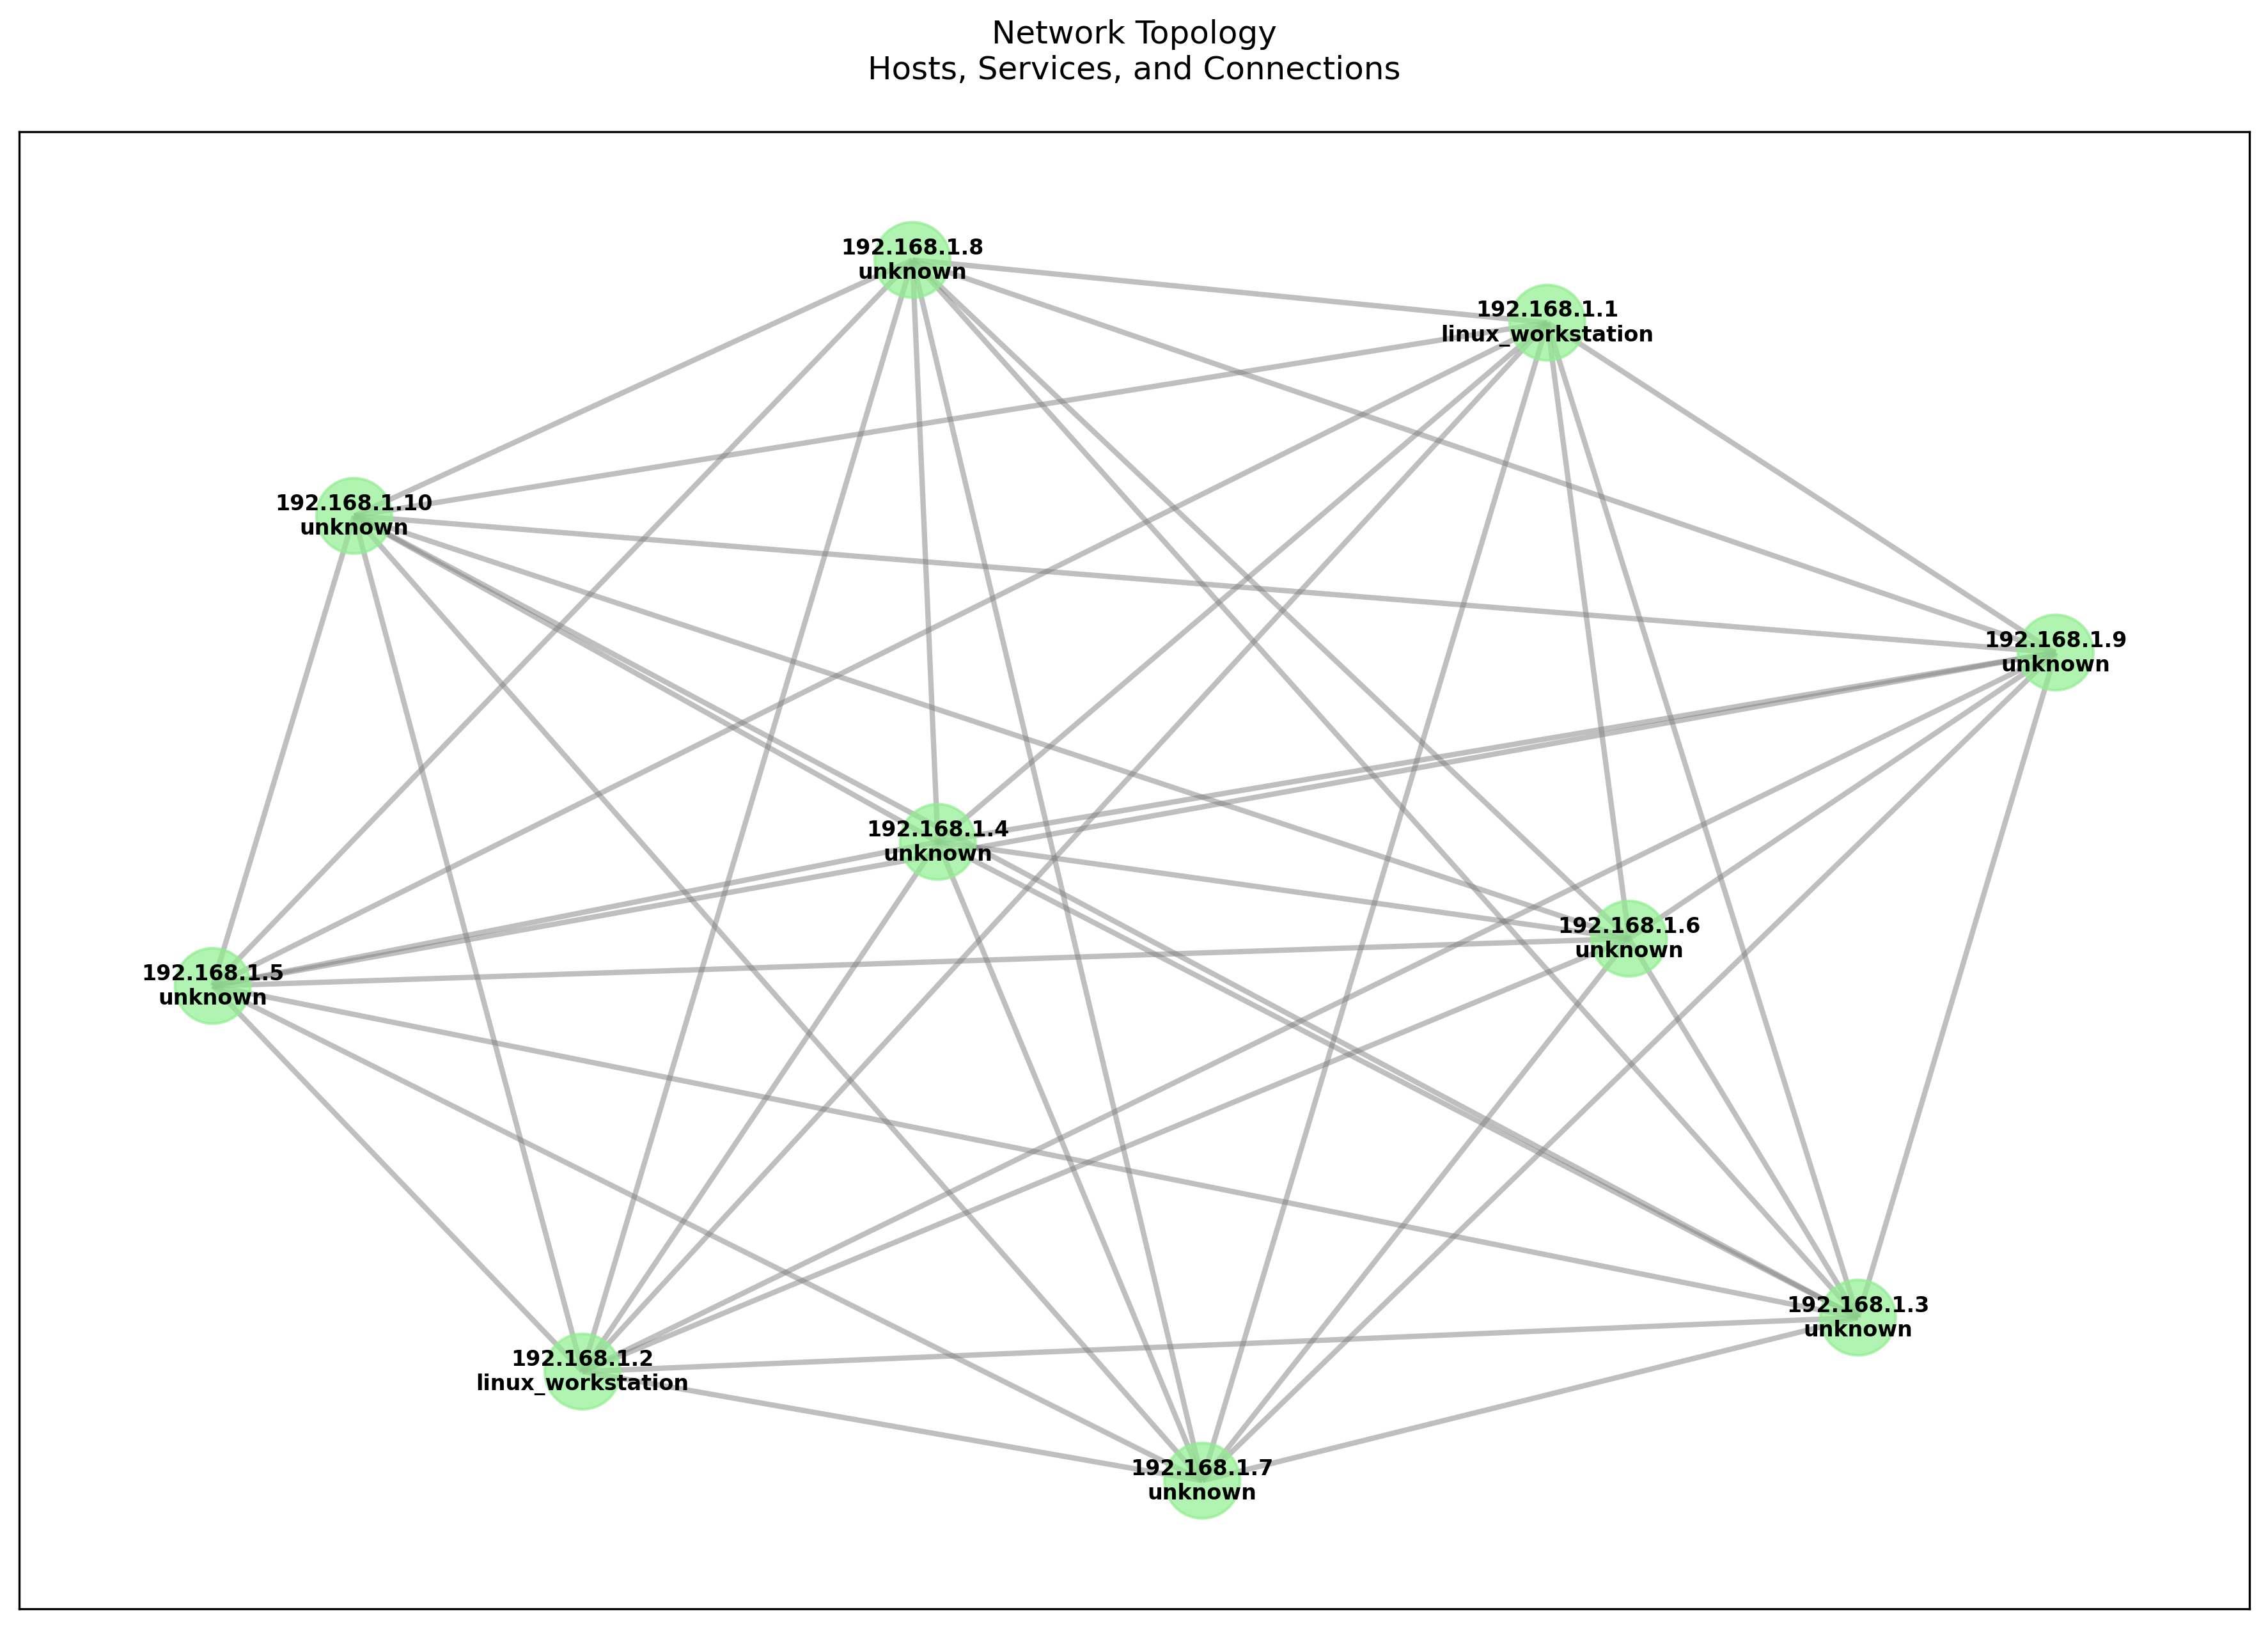 Network Topology
Hosts, Services, and Connections
192.168.1.8
unknown
192.168.1.1
linux_workstation
192.168.1.10
unknown
192.168.1.9
unknown
192.168.1.4
unknown
192.168.1.6
unknown
192.168.1.5
unknown
192.168.1.3
unknown
192.168.1.2
linux_workstation
192.168.1.7
unknown